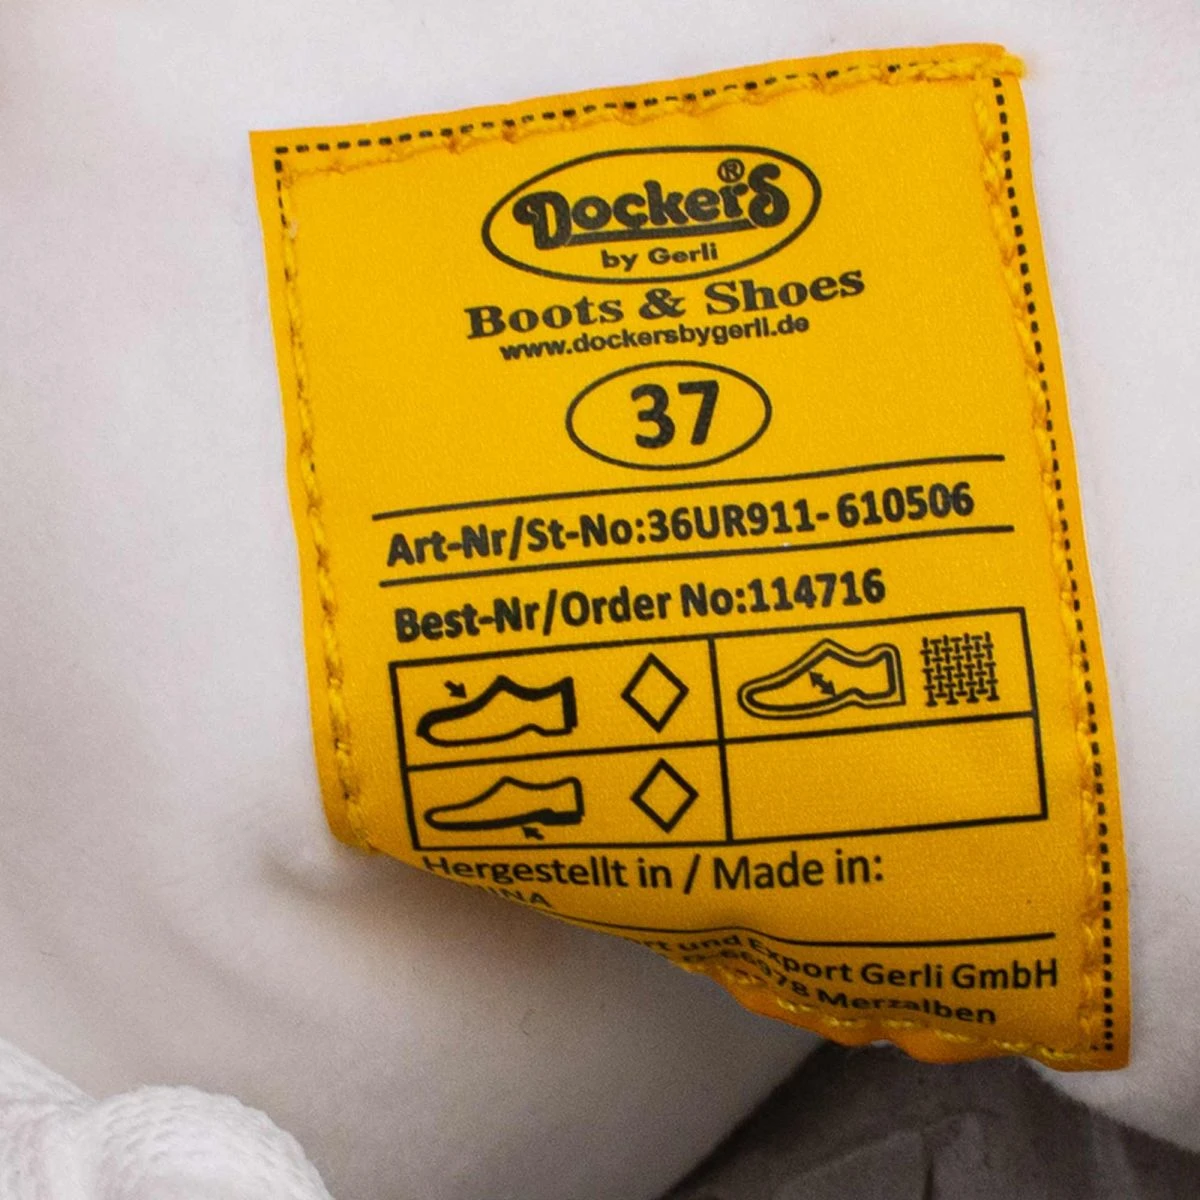 Dockers®
by Gerli
Boots & Shoes
www.dockersbygerli.de
37
Art-Nr/St-No:36UR911- 610506
Best-Nr/Order No:114716
Hergestellt in / Made in:
und Export Gerli GmbH
Merzalben